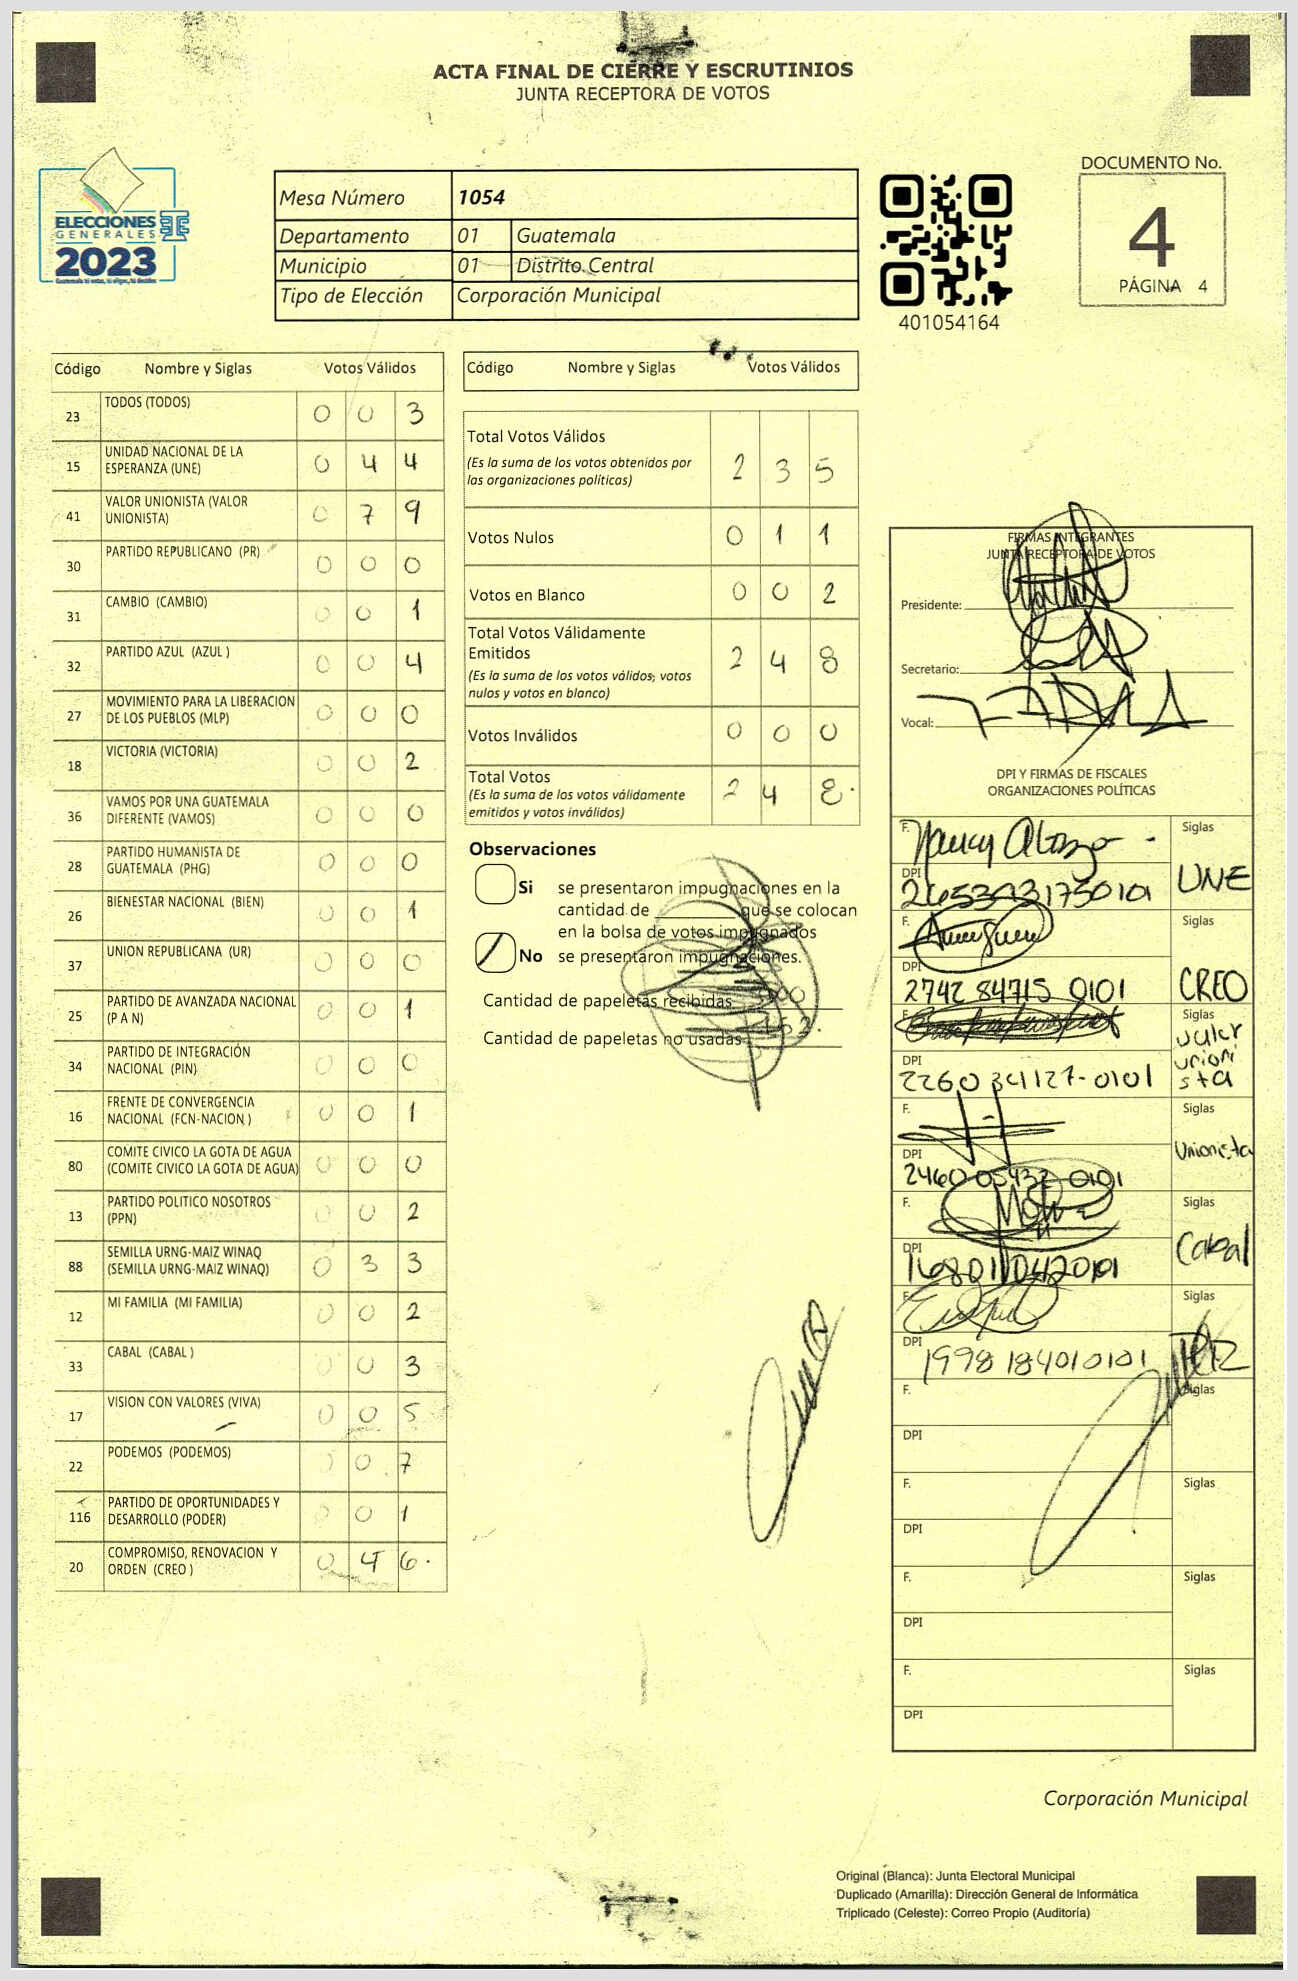 ACTA FINAL DE CIERRE Y ESCRUTINIOS
JUNTA RECEPTORA DE VOTOS
ELECCIONES
GENERALES
2023
Mesa Número 1054
Departamento 01 Guatemala
Municipio 01 Distrito Central
Tipo de Elección Corporación Municipal
401054164
DOCUMENTO No.
4
PÁGINA 4
Código Nombre y Siglas Votos Válidos
23 TODOS (TODOS) 0 0 3
15 UNIDAD NACIONAL DE LA
ESPERANZA (UNE) 0 4 4
41 VALOR UNIONISTA (VALOR
UNIONISTA) 0 7 9
30 PARTIDO REPUBLICANO (PR) 0 0 0
31 CAMBIO (CAMBIO) 0 0 1
32 PARTIDO AZUL (AZUL ) 0 0 4
27 MOVIMIENTO PARA LA LIBERACION
DE LOS PUEBLOS (MLP) 0 0 0
18 VICTORIA (VICTORIA) 0 0 2
36 VAMOS POR UNA GUATEMALA
DIFERENTE (VAMOS) 0 0 0
28 PARTIDO HUMANISTA DE
GUATEMALA (PHG) 0 0 0
26 BIENESTAR NACIONAL (BIEN) 0 0 1
37 UNION REPUBLICANA (UR) 0 0 0
25 PARTIDO DE AVANZADA NACIONAL
(P A N) 0 0 1
34 PARTIDO DE INTEGRACIÓN
NACIONAL (PIN) 0 0 0
16 FRENTE DE CONVERGENCIA
NACIONAL (FCN-NACION ) 0 0 1
80 COMITE CIVICO LA GOTA DE AGUA
(COMITE CIVICO LA GOTA DE AGUA) 0 0 0
13 PARTIDO POLITICO NOSOTROS
(PPN) 0 0 2
88 SEMILLA URNG-MAIZ WINAQ
(SEMILLA URNG-MAIZ WINAQ) 0 3 3
12 MI FAMILIA (MI FAMILIA) 0 0 2
33 CABAL (CABAL ) 0 0 3
17 VISION CON VALORES (VIVA) 0 0 5
22 PODEMOS (PODEMOS) 0 0 7
116 PARTIDO DE OPORTUNIDADES Y
DESARROLLO (PODER) 0 0 1
20 COMPROMISO, RENOVACION Y
ORDEN (CREO ) 0 4 6
Código Nombre y Siglas Votos Válidos
Total Votos Válidos
(Es la suma de los votos obtenidos por
las organizaciones políticas) 2 3 5
Votos Nulos 0 1 1
Votos en Blanco 0 0 2
Total Votos Válidamente
Emitidos 2 4 8
(Es la suma de los votos válidos, votos
nulos y votos en blanco)
Votos Inválidos 0 0 0
Total Votos
(Es la suma de los votos válidamente
emitidos y votos inválidos) 2 4 8
Observaciones
Si se presentaron impugnaciones en la
cantidad de ______ que se colocan
en la bolsa de votos impugnados
No se presentaron impugnaciones.
Cantidad de papeletas recibidas
Cantidad de papeletas no usadas
FIRMAS INTEGRANTES
JUNTA RECEPTORA DE VOTOS
Presidente:
Secretario:
Vocal:
DPI Y FIRMAS DE FISCALES
ORGANIZACIONES POLÍTICAS
F. Siglas
DPI UNE
F. Siglas
DPI
2742 84715 0101 CREO
F. Siglas
valor
unioni
sta
DPI
F. Siglas
DPI Unionista
2460 05432-0101
F. Siglas
DPI Cabal
F. Siglas
DPI 1998 18401 0101
F. Siglas
DPI
F. Siglas
DPI
F. Siglas
DPI
F. Siglas
DPI
Corporación Municipal
Original (Blanca): Junta Electoral Municipal
Duplicado (Amarilla): Dirección General de Informática
Triplicado (Celeste): Correo Propio (Auditoría)